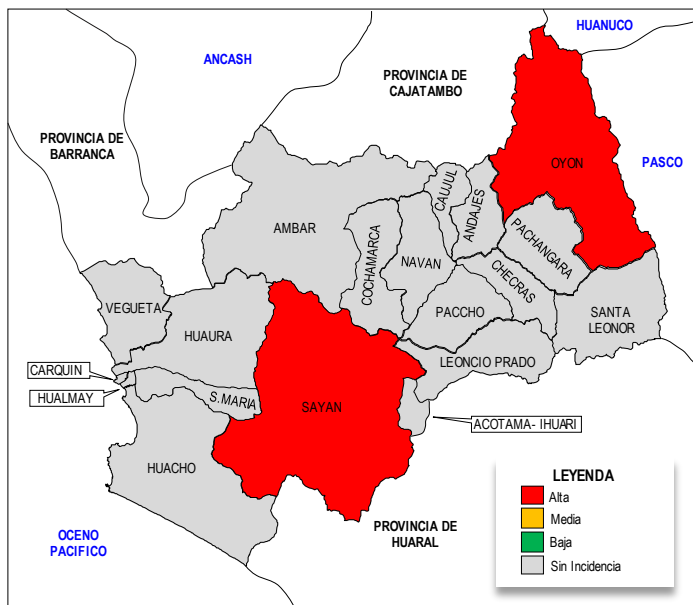 HUANUCO
ANCASH
PROVINCIA DE
CAJATAMBO
PROVINCIA DE
BARRANCA
OYON
PASCO
CAUJUL
ANDAJES
AMBAR
COCHAMARCA
NAVAN
PACHANGARA
CHECRAS
VEGUETA
PACCHO
SANTA
LEONOR
HUAURA
LEONCIO PRADO
CARQUIN
HUALMAY
S.MARIA
SAYAN
ACOTAMA- IHUARI
HUACHO
OCENO
PACIFICO
PROVINCIA DE
HUARAL
LEYENDA
Alta
Media
Baja
Sin Incidencia